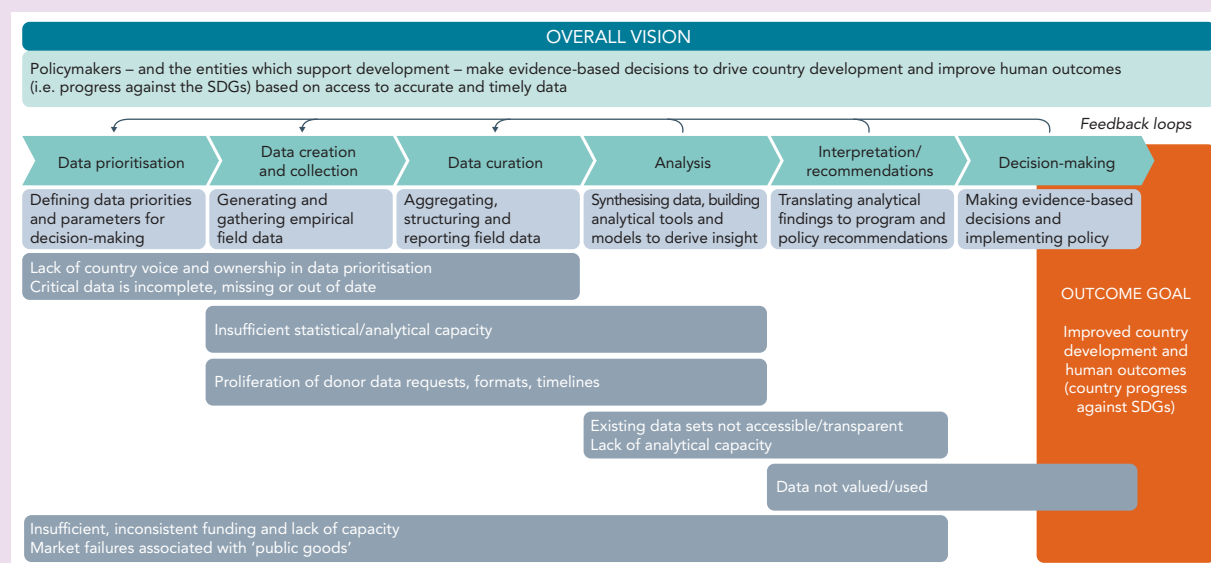 OVERALL VISION
Policymakers – and the entities which support development – make evidence-based decisions to drive country development and improve human outcomes
(i.e. progress against the SDGs) based on access to accurate and timely data
Feedback loops
Data prioritisation
Data creation
and collection
Data curation
Analysis
Interpretation/
recommendations
Decision-making
Defining data priorities
and parameters for
decision-making
Generating and
gathering empirical
field data
Aggregating,
structuring and
reporting field data
Synthesising data, building
analytical tools and
models to derive insight
Translating analytical
findings to program and
policy recommendations
Making evidence-based
decisions and
implementing policy
Lack of country voice and ownership in data prioritisation
Critical data is incomplete, missing or out of date
Insufficient statistical/analytical capacity
Proliferation of donor data requests, formats, timelines
Existing data sets not accessible/transparent
Lack of analytical capacity
Data not valued/used
Insufficient, inconsistent funding and lack of capacity
Market failures associated with ‘public goods’
OUTCOME GOAL
Improved country
development and
human outcomes
(country progress
against SDGs)